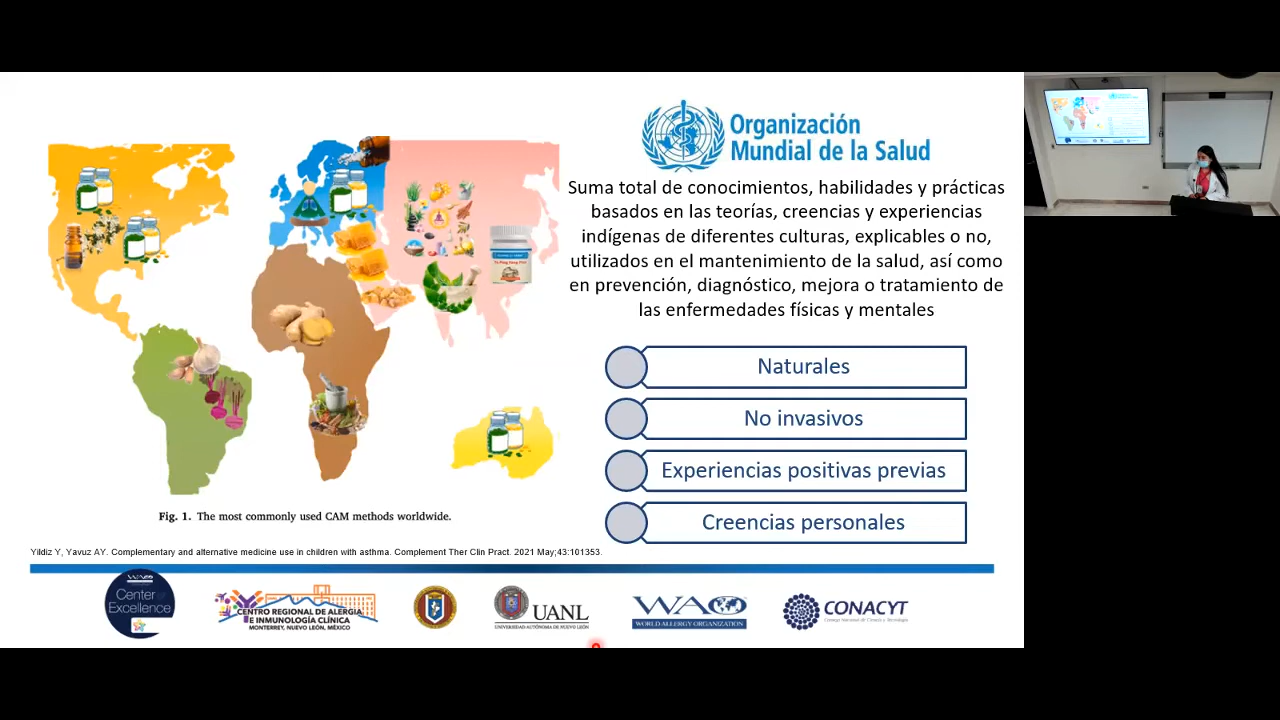 Organización
Mundial de la Salud
Suma total de conocimientos, habilidades y prácticas
basados en las teorías, creencias y experiencias
indígenas de diferentes culturas, explicables o no,
utilizados en el mantenimiento de la salud, así como
en prevención, diagnóstico, mejora o tratamiento de
las enfermedades físicas y mentales
Naturales
No invasivos
Experiencias positivas previas
Creencias personales
Fig. 1. The most commonly used CAM methods worldwide.
Yildiz Y, Yavuz AY. Complementary and alternative medicine use in children with asthma. Complement Ther Clin Pract. 2021 May;43:101353.
Center
Excellence
CENTRO REGIONAL DE ALERGIA
E INMUNOLOGÍA CLÍNICA
MONTERREY, NUEVO LEÓN, MÉXICO
UANL
UNIVERSIDAD AUTÓNOMA DE NUEVO LEÓN
WAO
WORLD ALLERGY ORGANIZATION
CONACYT
Consejo Nacional de Ciencia y Tecnología